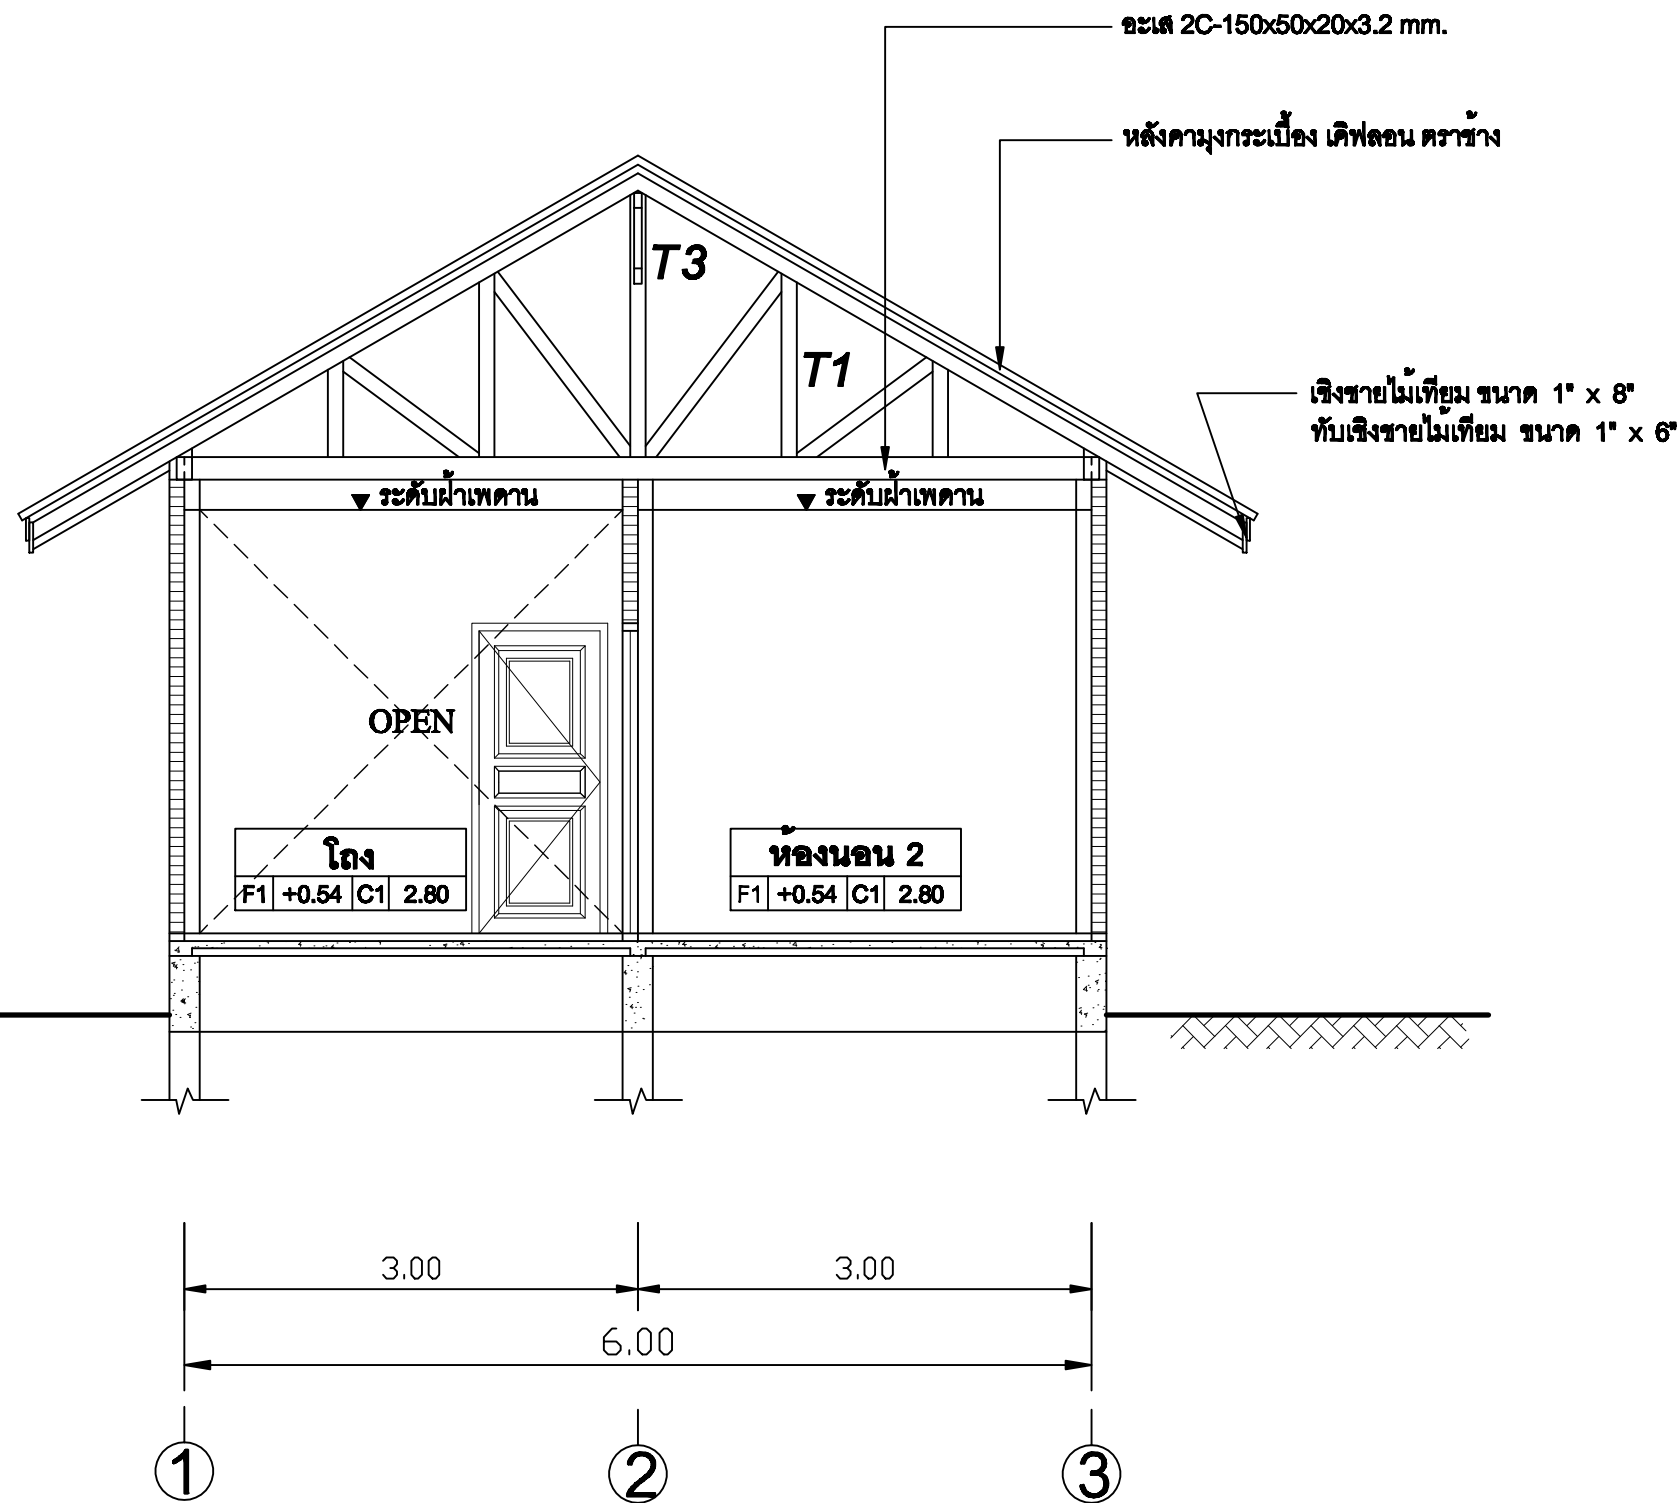 อะเส 2C-150x50x20x3.2 mm.
หลังคามุงกระเบื้อง เคิฟลอน ตราช้าง
T3
T1
เชิงชายไม้เทียม ขนาด 1" x 8"
ทับเชิงชายไม้เทียม ขนาด 1" x 6"
ระดับฝ้าเพดาน
ระดับฝ้าเพดาน
OPEN
โถง
F1 +0.54 C1 2.80
ห้องนอน 2
F1 +0.54 C1 2.80
3.00
3.00
6.00
1
2
3